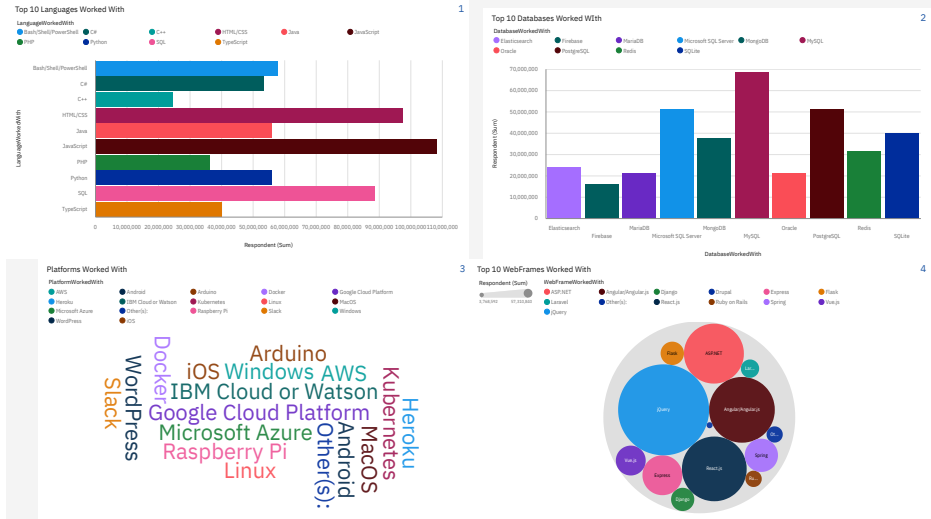 Top 10 Languages Worked With
1
LanguageWorkedWith
Bash/Shell/PowerShell C# C++ HTML/CSS Java JavaScript
PHP Python SQL TypeScript
LanguageWorkedWith
Bash/Shell/PowerShell
C#
C++
HTML/CSS
Java
JavaScript
PHP
Python
SQL
TypeScript
0 10,000,000 20,000,000 30,000,000 40,000,000 50,000,000 60,000,000 70,000,000 80,000,000 90,000,000 100,000,000 110,000,000
Respondent (Sum)
Top 10 Databases Worked WIth
2
DatabaseWorkedWith
Elasticsearch Firebase MariaDB Microsoft SQL Server MongoDB MySQL
Oracle PostgreSQL Redis SQLite
Respondent (Sum)
70,000,000
60,000,000
50,000,000
40,000,000
30,000,000
20,000,000
10,000,000
0
Elasticsearch MariaDB MongoDB Oracle Redis
Firebase Microsoft SQL Server MySQL PostgreSQL SQLite
DatabaseWorkedWith
Platforms Worked With
3
PlatformWorkedWith
AWS Android Arduino Docker Google Cloud Platform
Heroku IBM Cloud or Watson Kubernetes Linux MacOS
Microsoft Azure Other(s): Raspberry Pi Slack Windows
WordPress iOS
Slack
WordPress
Docker
Arduino
iOS Windows AWS
IBM Cloud or Watson
Google Cloud Platform
Microsoft Azure
Raspberry Pi
Linux
Other(s):
Android
MacOS
Kubernetes
Heroku
Top 10 WebFrames Worked With
4
Respondent (Sum)
WebFrameWorkedWith
ASP.NET Angular/Angular.js Django Drupal Express Flask
Laravel Other(s): React.js Ruby on Rails Spring Vue.js
jQuery
Flask
ASP.NET
Lar...
jQuery
Angular/Angular.js
Ot...
Vue.js
Express
React.js
Spring
Ru...
Django